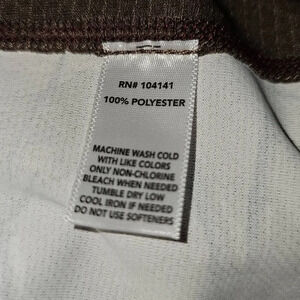 RN# 104141
100% POLYESTER
MACHINE WASH COLD
WITH LIKE COLORS
ONLY NON-CHLORINE
BLEACH WHEN NEEDED
TUMBLE DRY LOW
COOL IRON IF NEEDED
DO NOT USE SOFTENERS